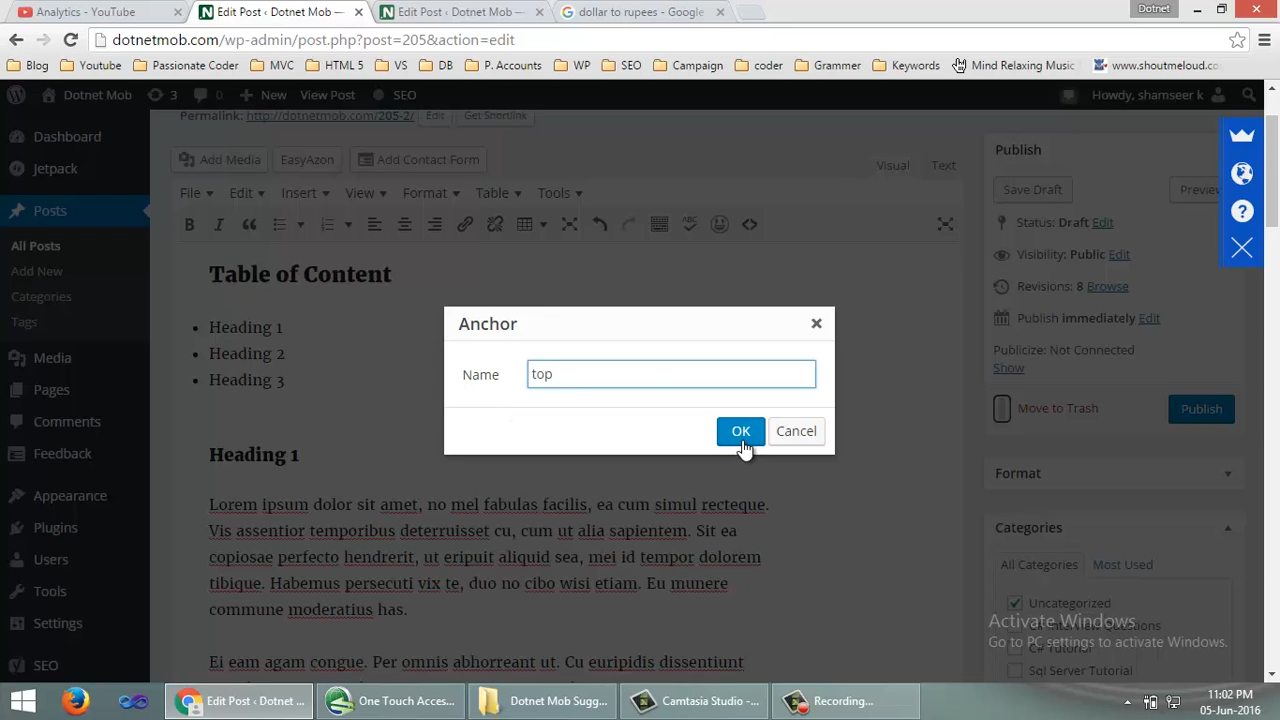 Analytics - YouTube
Edit Post ‹ Dotnet Mob —
Edit Post ‹ Dotnet Mob —
dollar to rupees - Google
Dotnet
dotnetmob.com/wp-admin/post.php?post=205&action=edit
Blog
Youtube
Passionate Coder
MVC
HTML 5
VS
DB
P. Accounts
WP
SEO
Campaign
coder
Grammer
Keywords
Mind Relaxing Music
www.shoutmeloud.co
Dotnet Mob
3
0
New
View Post
SEO
Howdy, shamseer k
Permalink: http://dotnetmob.com/205-2/
Edit
Get Shortlink
Dashboard
Jetpack
Posts
All Posts
Add New
Categories
Tags
Media
Pages
Comments
Feedback
Appearance
Plugins
Users
Tools
Settings
SEO
Add Media
EasyAzon
Add Contact Form
Visual
Text
File
Edit
Insert
View
Format
Table
Tools
Table of Content
Heading 1
Heading 2
Heading 3
Heading 1
Lorem ipsum dolor sit amet, no mel fabulas facilis, ea cum simul recteque.
Vis assentior temporibus deterruisset cu, cum ut alia sapientem. Sit ea
copiosae perfecto hendrerit, ut eripuit aliquid sea, mei id tempor dolorem
tibique. Habemus persecuti vix te, duo no cibo wisi etiam. Eu munere
commune moderatius has.
Ei eam agam congue. Per omnis abhorreant ut. Cu euripidis dissentiunt
Anchor
Name
top
OK
Cancel
Publish
Save Draft
Preview
Status: Draft Edit
Visibility: Public Edit
Revisions: 8 Browse
Publish immediately Edit
Publicize: Not Connected
Show
Move to Trash
Publish
Format
Categories
All Categories
Most Used
Uncategorized
Questions
C# Tutorial
Sql Server Tutorial
Activate Windows
Go to PC settings to activate Windows.
Edit Post ‹ Dotnet ...
One Touch Acces...
Dotnet Mob Sugg...
Camtasia Studio -...
Recording...
11:02 PM
05-Jun-2016